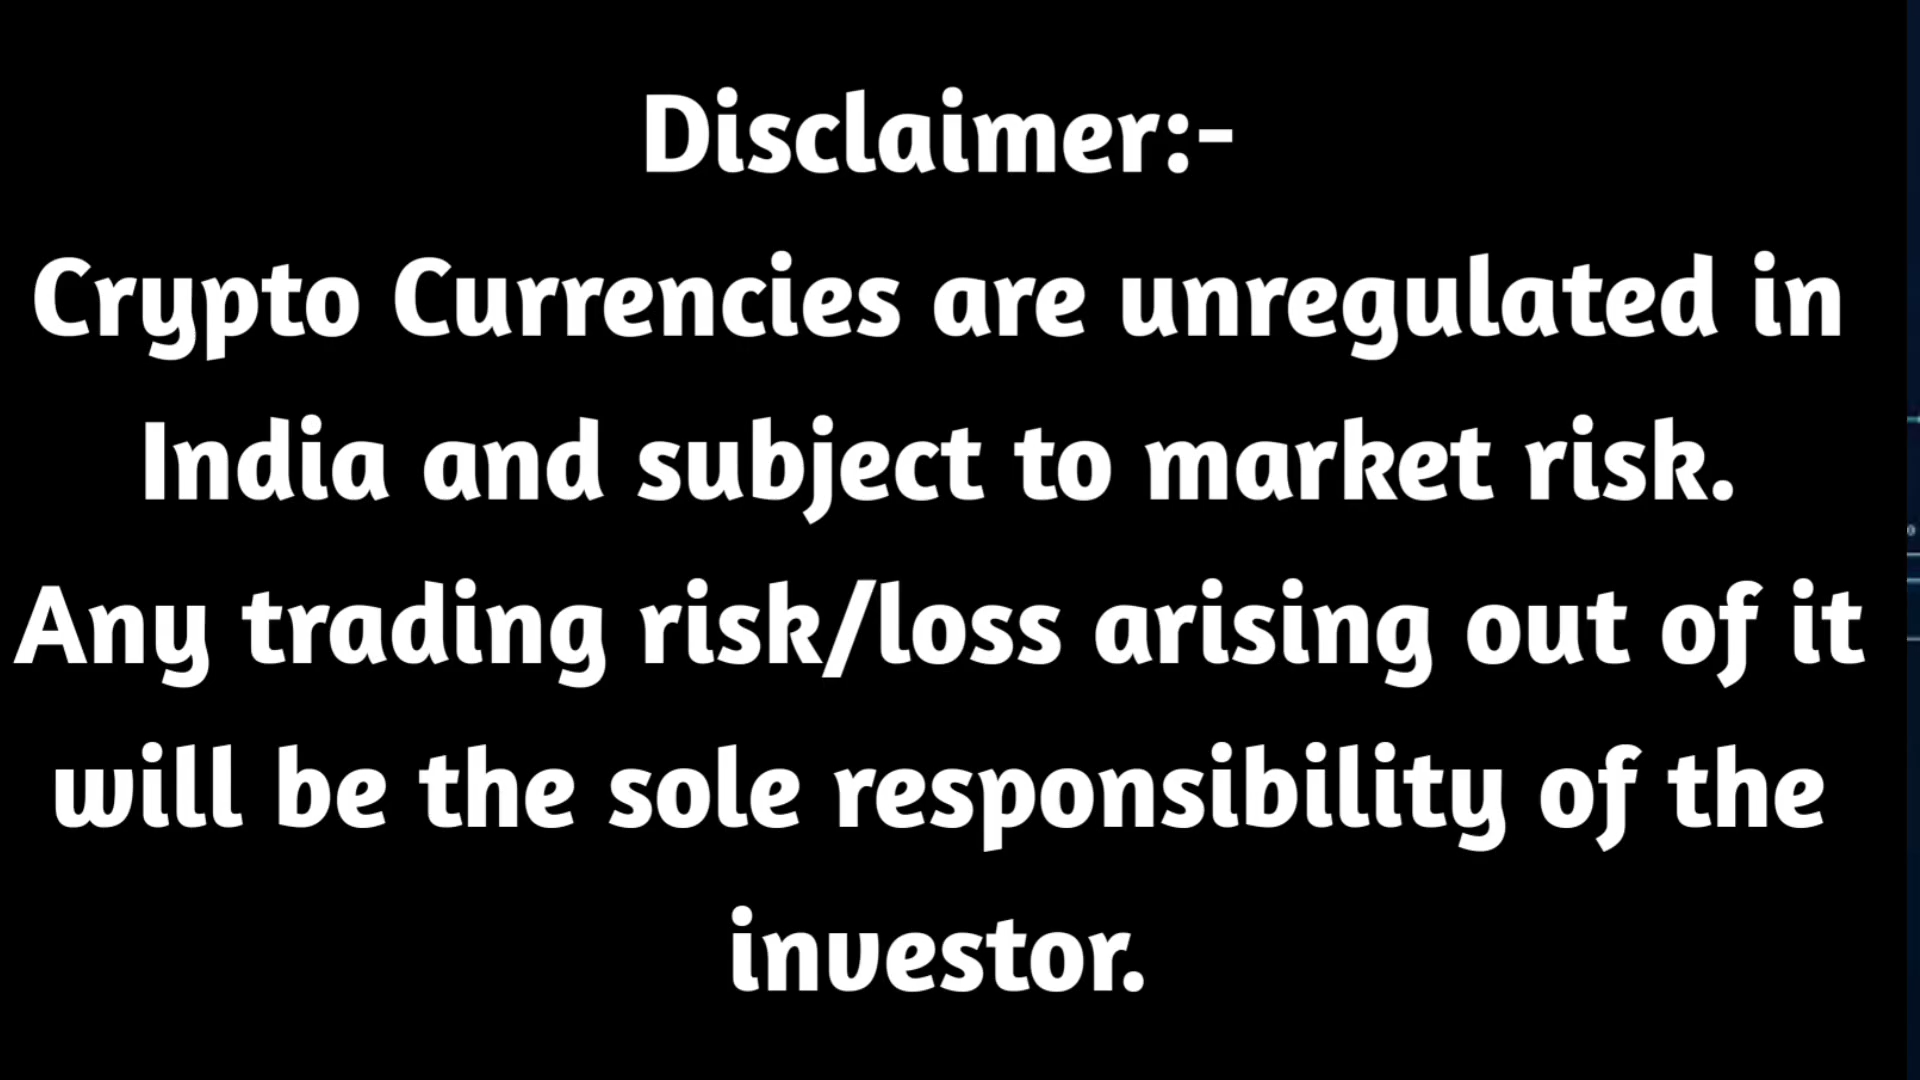 Disclaimer:-
Crypto Currencies are unregulated in
India and subject to market risk.
Any trading risk/loss arising out of it
will be the sole responsibility of the
investor.